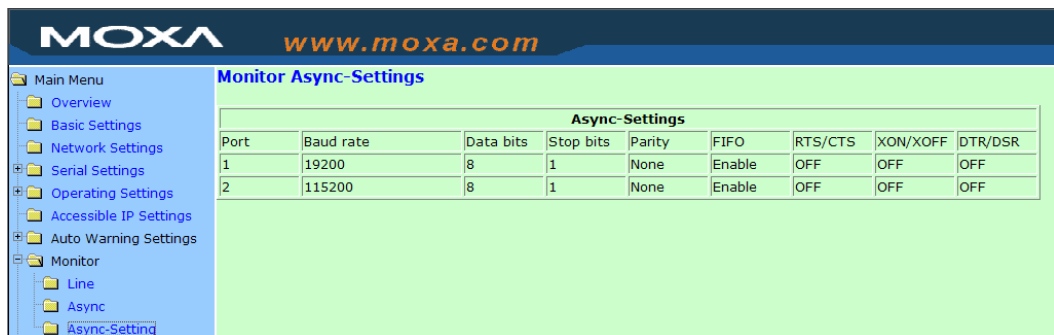 MOXA www.moxa.com
Main Menu
Overview
Basic Settings
Network Settings
Serial Settings
Operating Settings
Accessible IP Settings
Auto Warning Settings
Monitor
Line
Async
Async-Setting
Monitor Async-Settings
Async-Settings
Port Baud rate Data bits Stop bits Parity FIFO RTS/CTS XON/XOFF DTR/DSR
1 19200 8 1 None Enable OFF OFF OFF
2 115200 8 1 None Enable OFF OFF OFF